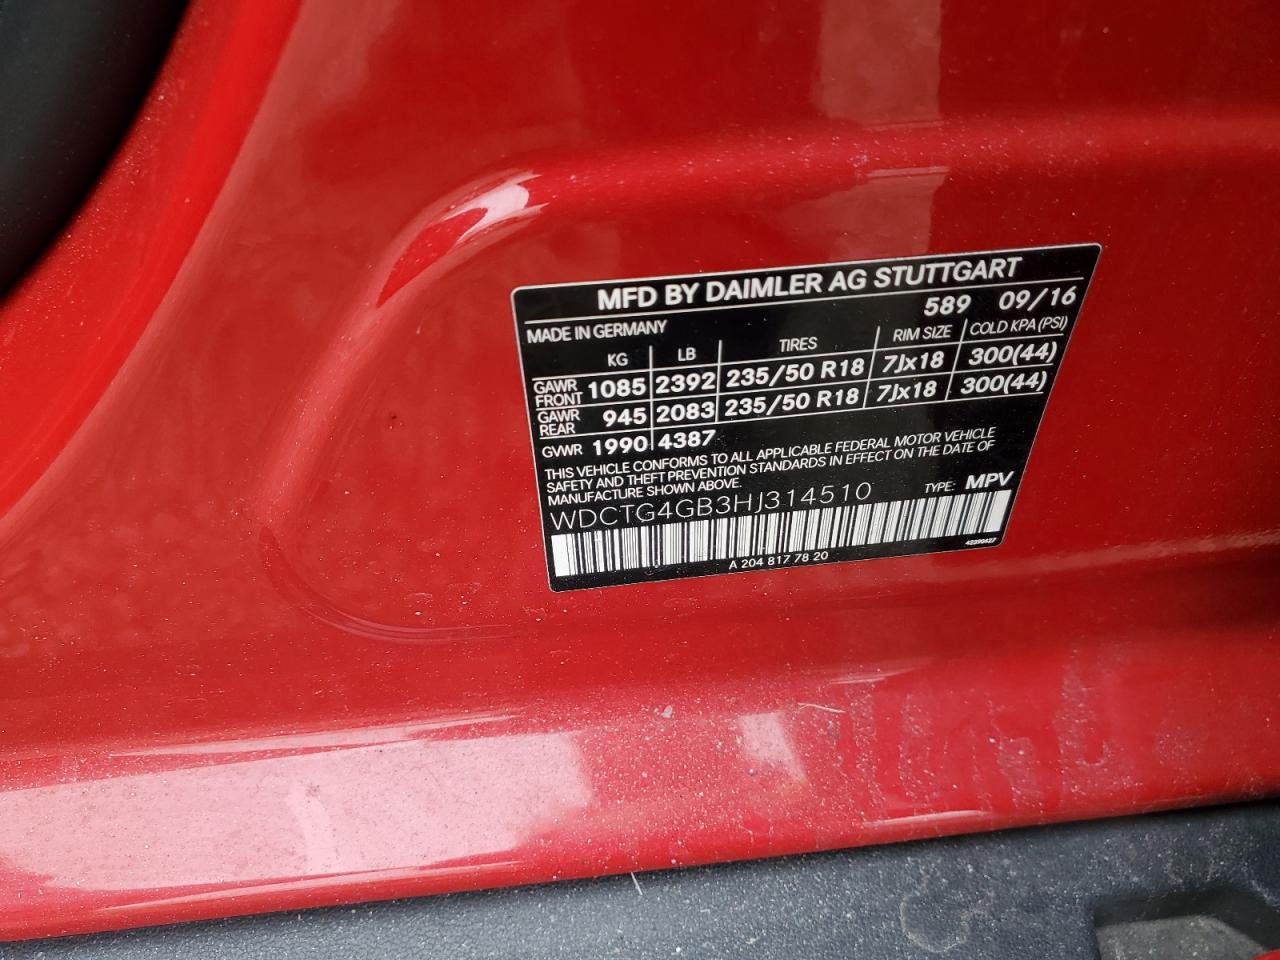 MFD BY DAIMLER AG STUTTGART
589 09/16
MADE IN GERMANY
KG LB TIRES RIM SIZE COLD KPA (PSI)
GAWR FRONT 1085 2392 235/50 R18 7Jx18 300(44)
GAWR REAR 945 2083 235/50 R18 7Jx18 300(44)
GVWR 1990 4387
THIS VEHICLE CONFORMS TO ALL APPLICABLE FEDERAL MOTOR VEHICLE
SAFETY AND THEFT PREVENTION STANDARDS IN EFFECT ON THE DATE OF
MANUFACTURE SHOWN ABOVE.
TYPE: MPV
WDCTG4GB3HJ314510
A 204 817 78 20